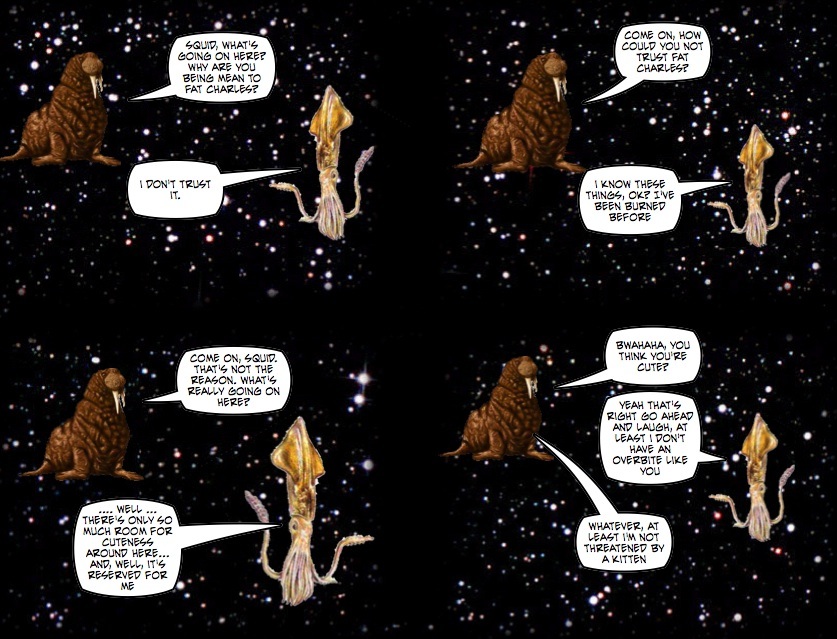 SQUID, WHAT'S
GOING ON HERE?
WHY ARE YOU
BEING MEAN TO
FAT CHARLES?
I DON'T TRUST
IT.
COME ON, HOW
COULD YOU NOT
TRUST FAT
CHARLES?
I KNOW THESE
THINGS, OK? I'VE
BEEN BURNED
BEFORE
COME ON, SQUID.
THAT'S NOT THE
REASON. WHAT'S
REALLY GOING ON
HERE?
.... WELL ...
THERE'S ONLY SO
MUCH ROOM FOR
CUTENESS
AROUND HERE...
AND, WELL, IT'S
RESERVED FOR
ME
BWAHAHA, YOU
THINK YOU'RE
CUTE?
YEAH THAT'S
RIGHT GO AHEAD
AND LAUGH, AT
LEAST I DON'T
HAVE AN
OVERBITE LIKE
YOU
WHATEVER, AT
LEAST I'M NOT
THREATENED BY
A KITTEN